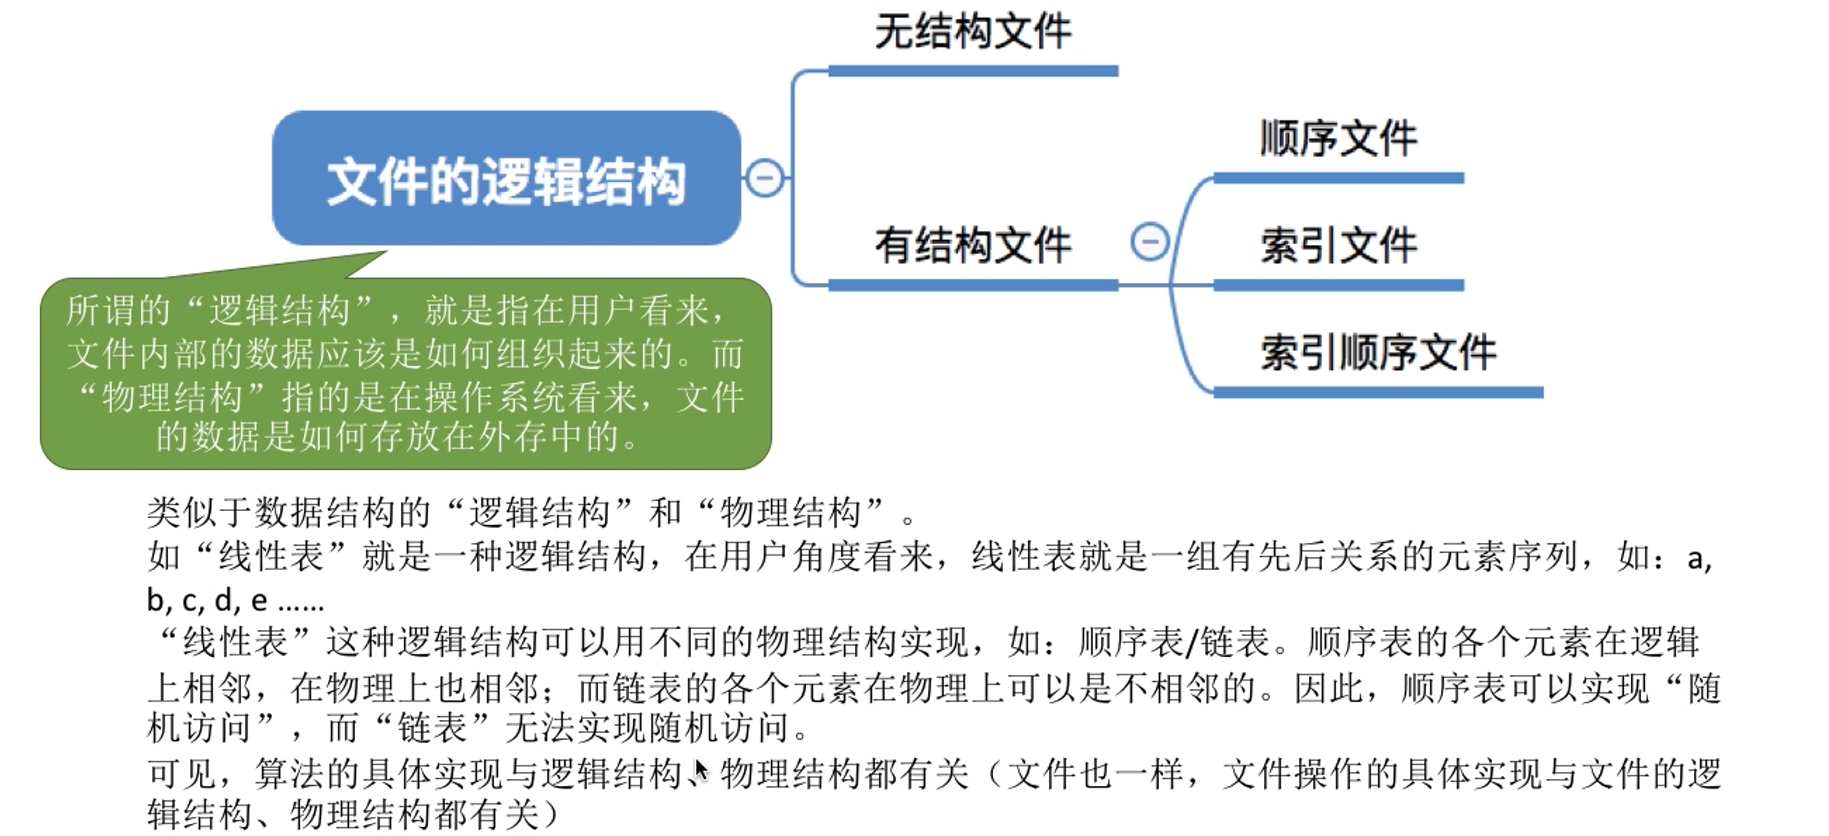 无结构文件
顺序文件
文件的逻辑结构
有结构文件
索引文件
索引顺序文件
所谓的“逻辑结构”，就是指在用户看来，
文件内部的数据应该是如何组织起来的。而
“物理结构”指的是在操作系统看来，文件
的数据是如何存放在外存中的。
类似于数据结构的“逻辑结构”和“物理结构”。
如“线性表”就是一种逻辑结构，在用户角度看来，线性表就是一组有先后关系的元素序列，如：a,
b, c, d, e ……
“线性表”这种逻辑结构可以用不同的物理结构实现，如：顺序表/链表。顺序表的各个元素在逻辑
上相邻，在物理上也相邻；而链表的各个元素在物理上可以是不相邻的。因此，顺序表可以实现“随
机访问”，而“链表”无法实现随机访问。
可见，算法的具体实现与逻辑结构、物理结构都有关（文件也一样，文件操作的具体实现与文件的逻
辑结构、物理结构都有关）